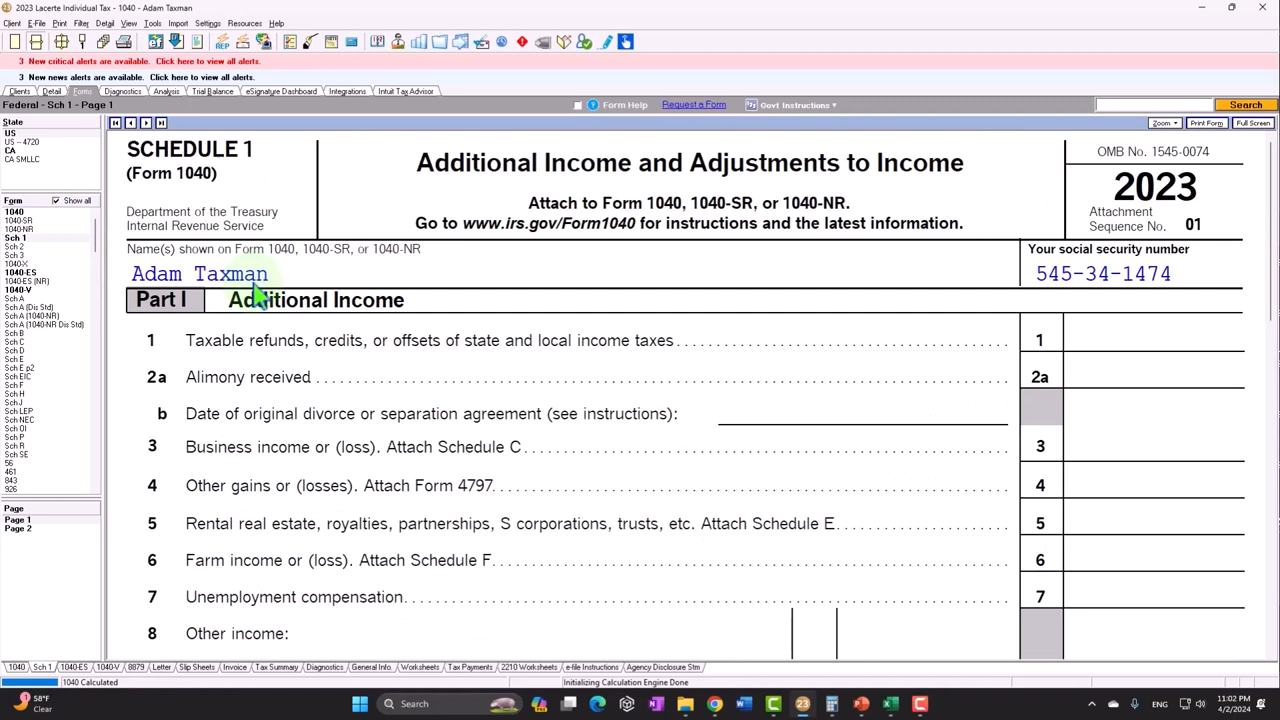 2023 Lacerte Individual Tax - 1040 - Adam Taxman
Client E-File Print Filter Detail View Tools Import Settings Resources Help
3 New critical alerts are available. Click here to view all alerts.
3 New news alerts are available. Click here to view all alerts.
Clients Detail Forms Diagnostics Analysis Trial Balance eSignature Dashboard Integrations Intuit Tax Advisor
Federal - Sch 1 - Page 1
Form Help Request a Form Govt Instructions Search
Zoom Print Form Full Screen
State
US
US - 4720
CA
CA SMLLC
Form Show all
1040
1040-SR
1040-NR
Sch 1
Sch 2
Sch 3
1040-X
1040-ES
1040-ES (NR)
1040-V
Sch A
Sch A (Dis Std)
Sch A (1040-NR)
Sch A (1040-NR Dis Std)
Sch B
Sch C
Sch D
Sch E
Sch E p2
Sch EIC
Sch F
Sch H
Sch J
Sch LEP
Sch NEC
Sch OI
Sch P
Sch R
Sch SE
56
461
843
926
Page
Page 1
Page 2
SCHEDULE 1
(Form 1040)
Department of the Treasury
Internal Revenue Service
Additional Income and Adjustments to Income
Attach to Form 1040, 1040-SR, or 1040-NR.
Go to www.irs.gov/Form1040 for instructions and the latest information.
OMB No. 1545-0074
2023
Attachment
Sequence No. 01
Name(s) shown on Form 1040, 1040-SR, or 1040-NR
Your social security number
Adam Taxman
545-34-1474
Part I Additional Income
1 Taxable refunds, credits, or offsets of state and local income taxes 1
2a Alimony received 2a
b Date of original divorce or separation agreement (see instructions):
3 Business income or (loss). Attach Schedule C 3
4 Other gains or (losses). Attach Form 4797 4
5 Rental real estate, royalties, partnerships, S corporations, trusts, etc. Attach Schedule E 5
6 Farm income or (loss). Attach Schedule F 6
7 Unemployment compensation 7
8 Other income:
1040 Sch 1 1040-ES 1040-V 8879 Letter Slip Sheets Invoice Tax Summary Diagnostics General Info. Worksheets Tax Payments 2210 Worksheets e-file Instructions Agency Disclosure Stm
1040 Calculated Initializing Calculation Engine Done
58°F
Clear
Search
11:02 PM
4/2/2024